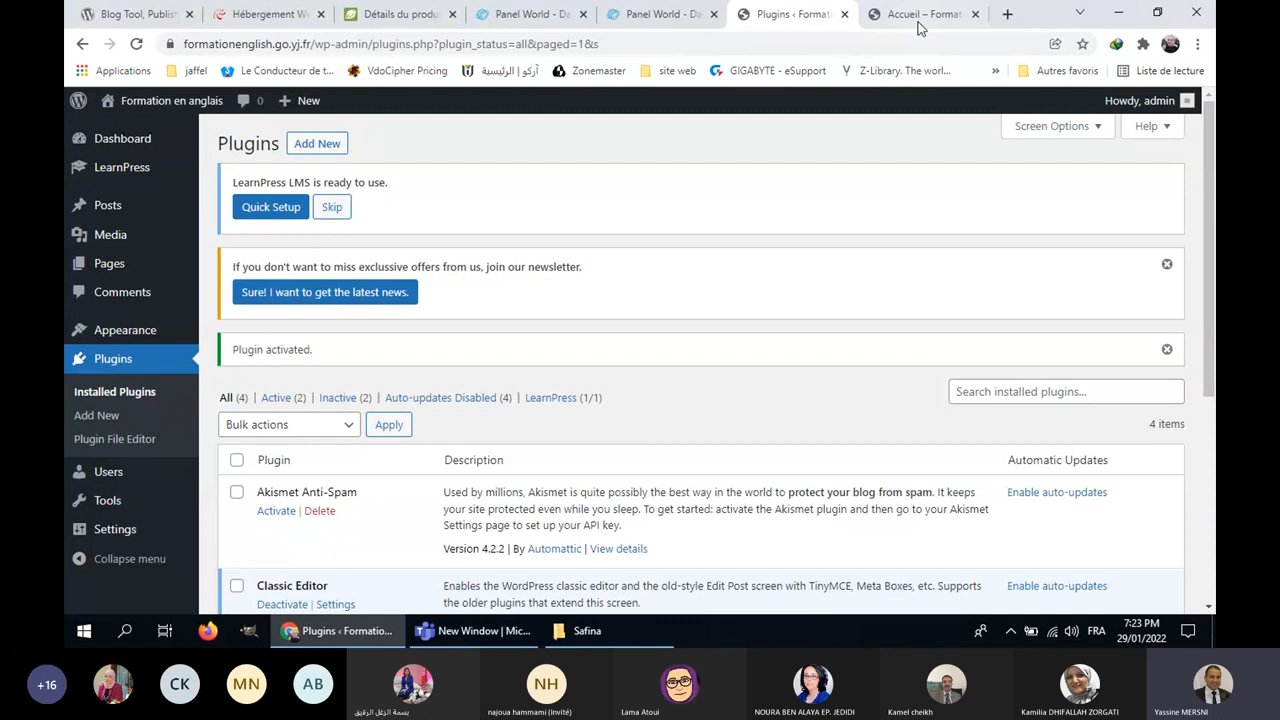 Blog Tool, Publish
Hébergement We
Détails du produ
Panel World - Da
Panel World - Da
Plugins ‹ Format
Accueil – Format
formationenglish.go.yj.fr/wp-admin/plugins.php?plugin_status=all&paged=1&s
Applications
jaffel
Le Conducteur de t...
VdoCipher Pricing
آركو | الرئيسية
Zonemaster
site web
GIGABYTE - eSupport
Z-Library. The worl...
»
Autres favoris
Liste de lecture
Formation en anglais
0
New
Howdy, admin
Dashboard
LearnPress
Posts
Media
Pages
Comments
Appearance
Plugins
Installed Plugins
Add New
Plugin File Editor
Users
Tools
Settings
Collapse menu
Screen Options
Help
Plugins
Add New
LearnPress LMS is ready to use.
Quick Setup
Skip
If you don't want to miss exclussive offers from us, join our newsletter.
Sure! I want to get the latest news.
Plugin activated.
All (4) | Active (2) | Inactive (2) | Auto-updates Disabled (4) | LearnPress (1/1)
Search installed plugins...
Bulk actions
Apply
4 items
Plugin
Description
Automatic Updates
Akismet Anti-Spam
Activate | Delete
Used by millions, Akismet is quite possibly the best way in the world to protect your blog from spam. It keeps
your site protected even while you sleep. To get started: activate the Akismet plugin and then go to your Akismet
Settings page to set up your API key.
Version 4.2.2 | By Automattic | View details
Enable auto-updates
Classic Editor
Deactivate | Settings
Enables the WordPress classic editor and the old-style Edit Post screen with TinyMCE, Meta Boxes, etc. Supports
the older plugins that extend this screen.
Enable auto-updates
Plugins ‹ Formatio...
New Window | Mic...
Safina
FRA
7:23 PM
29/01/2022
+16
CK
MN
AB
بسمة الزغل الرفيق
NH
najoua hammami (Invité)
Lama Atoui
NOURA BEN ALAYA EP. JEDIDI
Kamel cheikh
Kamilia DHIFALLAH ZORGATI
Yassine MERSNI